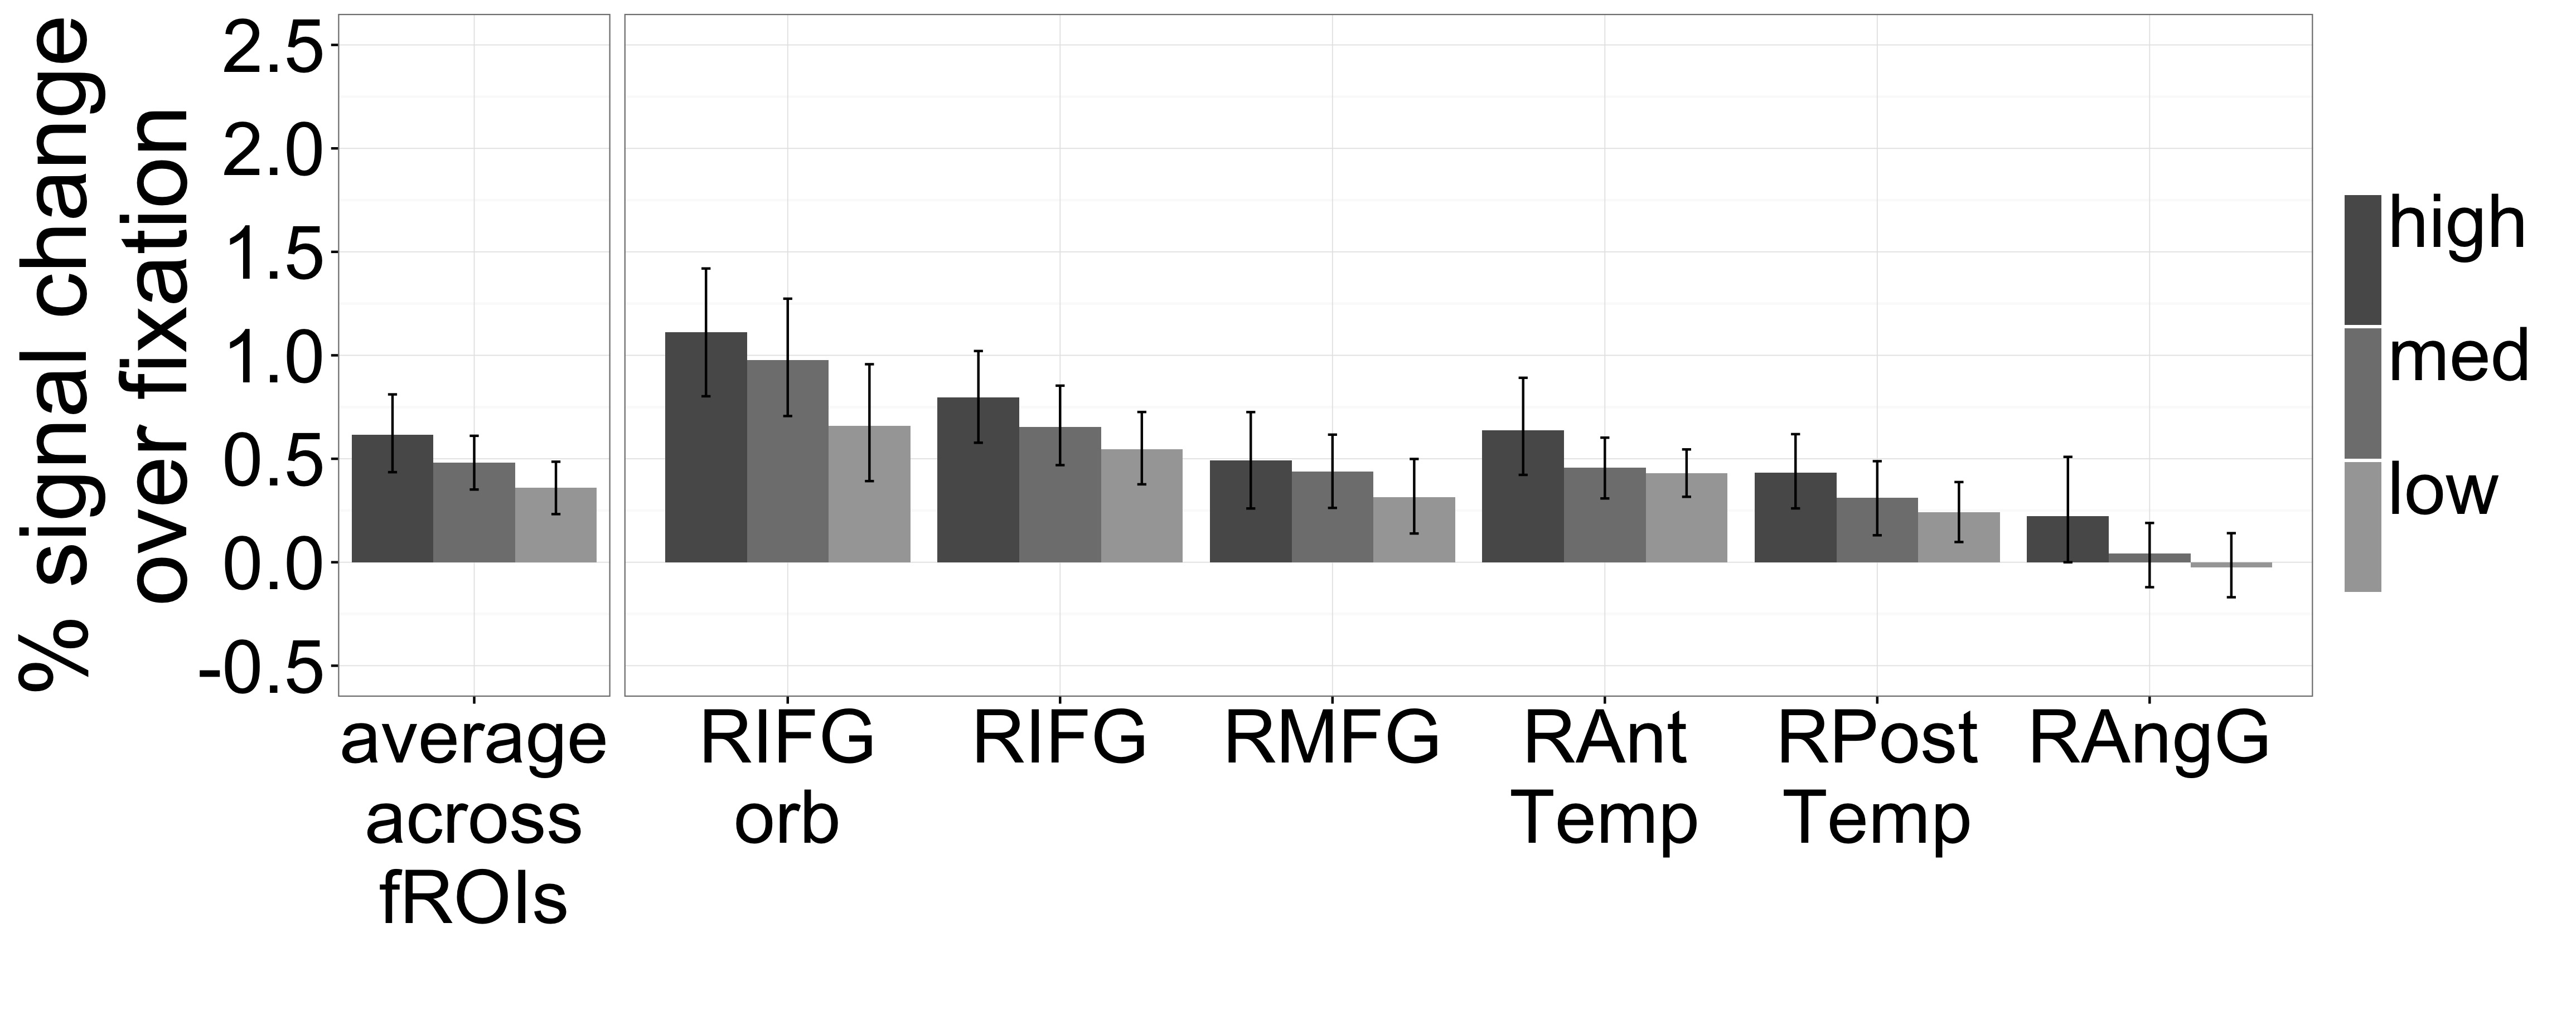 % signal change
over fixation
2.5
2.0
1.5
1.0
0.5
0.0
-0.5
average
across
fROIs
RIFG
orb
RIFG
RMFG
RAnt
Temp
RPost
Temp
RAngG
high
med
low